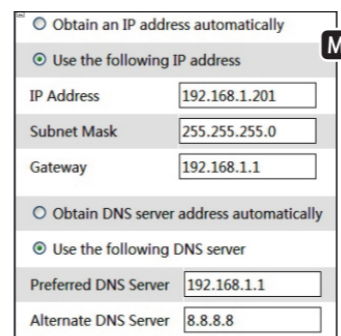 Obtain an IP address automatically
M
Use the following IP address
IP Address 192.168.1.201
Subnet Mask 255.255.255.0
Gateway 192.168.1.1
Obtain DNS server address automatically
Use the following DNS server
Preferred DNS Server 192.168.1.1
Alternate DNS Server 8.8.8.8